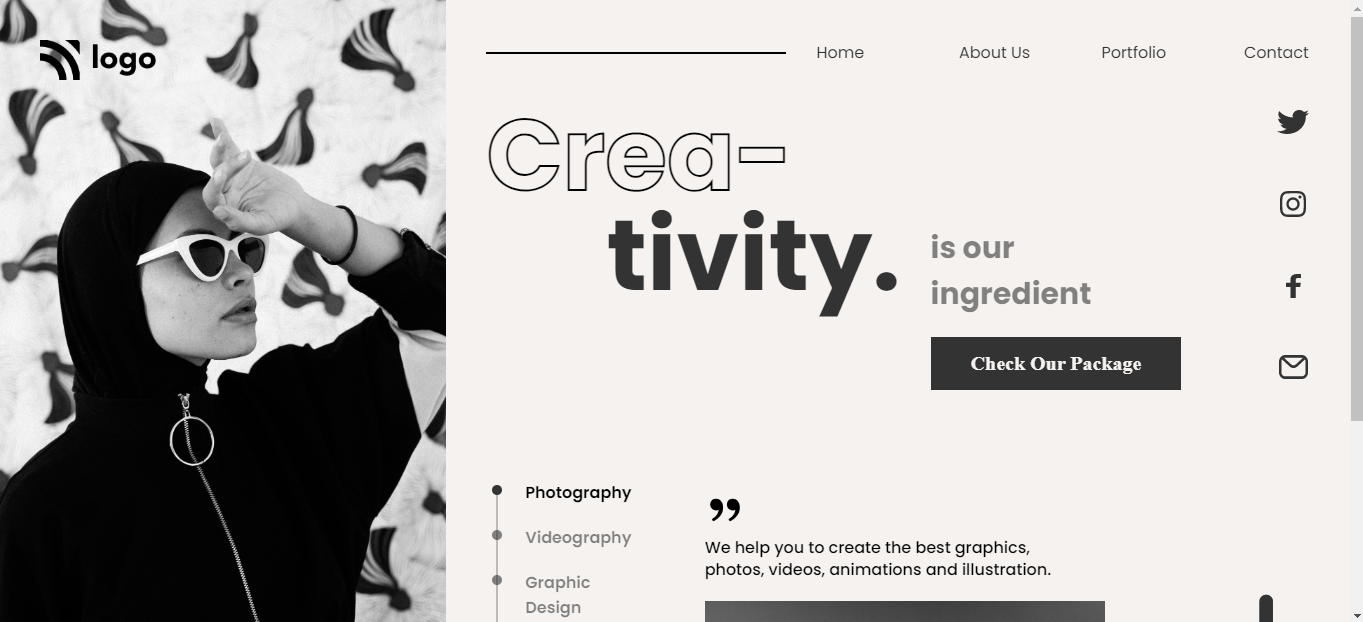 logo
Home
About Us
Portfolio
Contact
Crea-
tivity.
is our
ingredient
Check Our Package
Photography
Videography
Graphic
Design
”
We help you to create the best graphics,
photos, videos, animations and illustration.